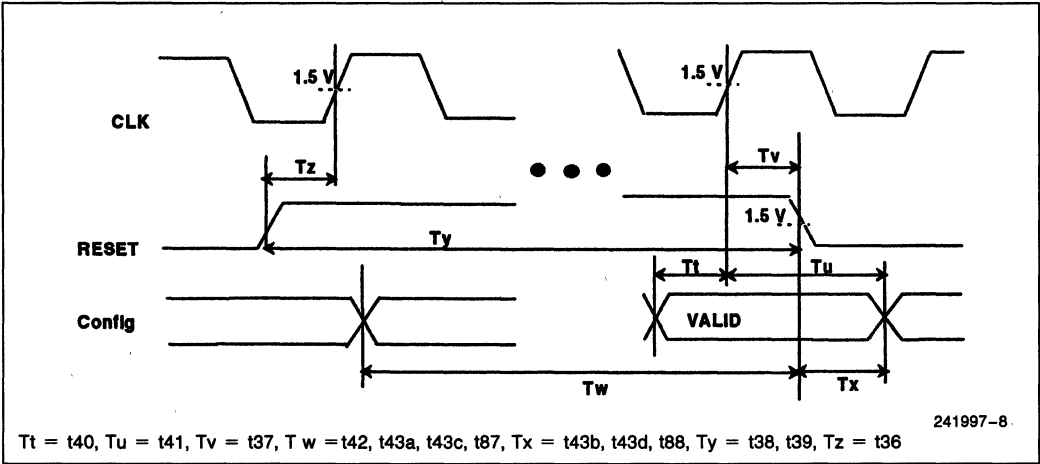 1.5 V
1.5 V
CLK
Tz
Tv
1.5 V
RESET
Ty
Tt
Tu
Config
VALID
Tw
Tx
241997-8
Tt = t40, Tu = t41, Tv = t37, T w =t42, t43a, t43c, t87, Tx = t43b, t43d, t88, Ty = t38, t39, Tz = t36